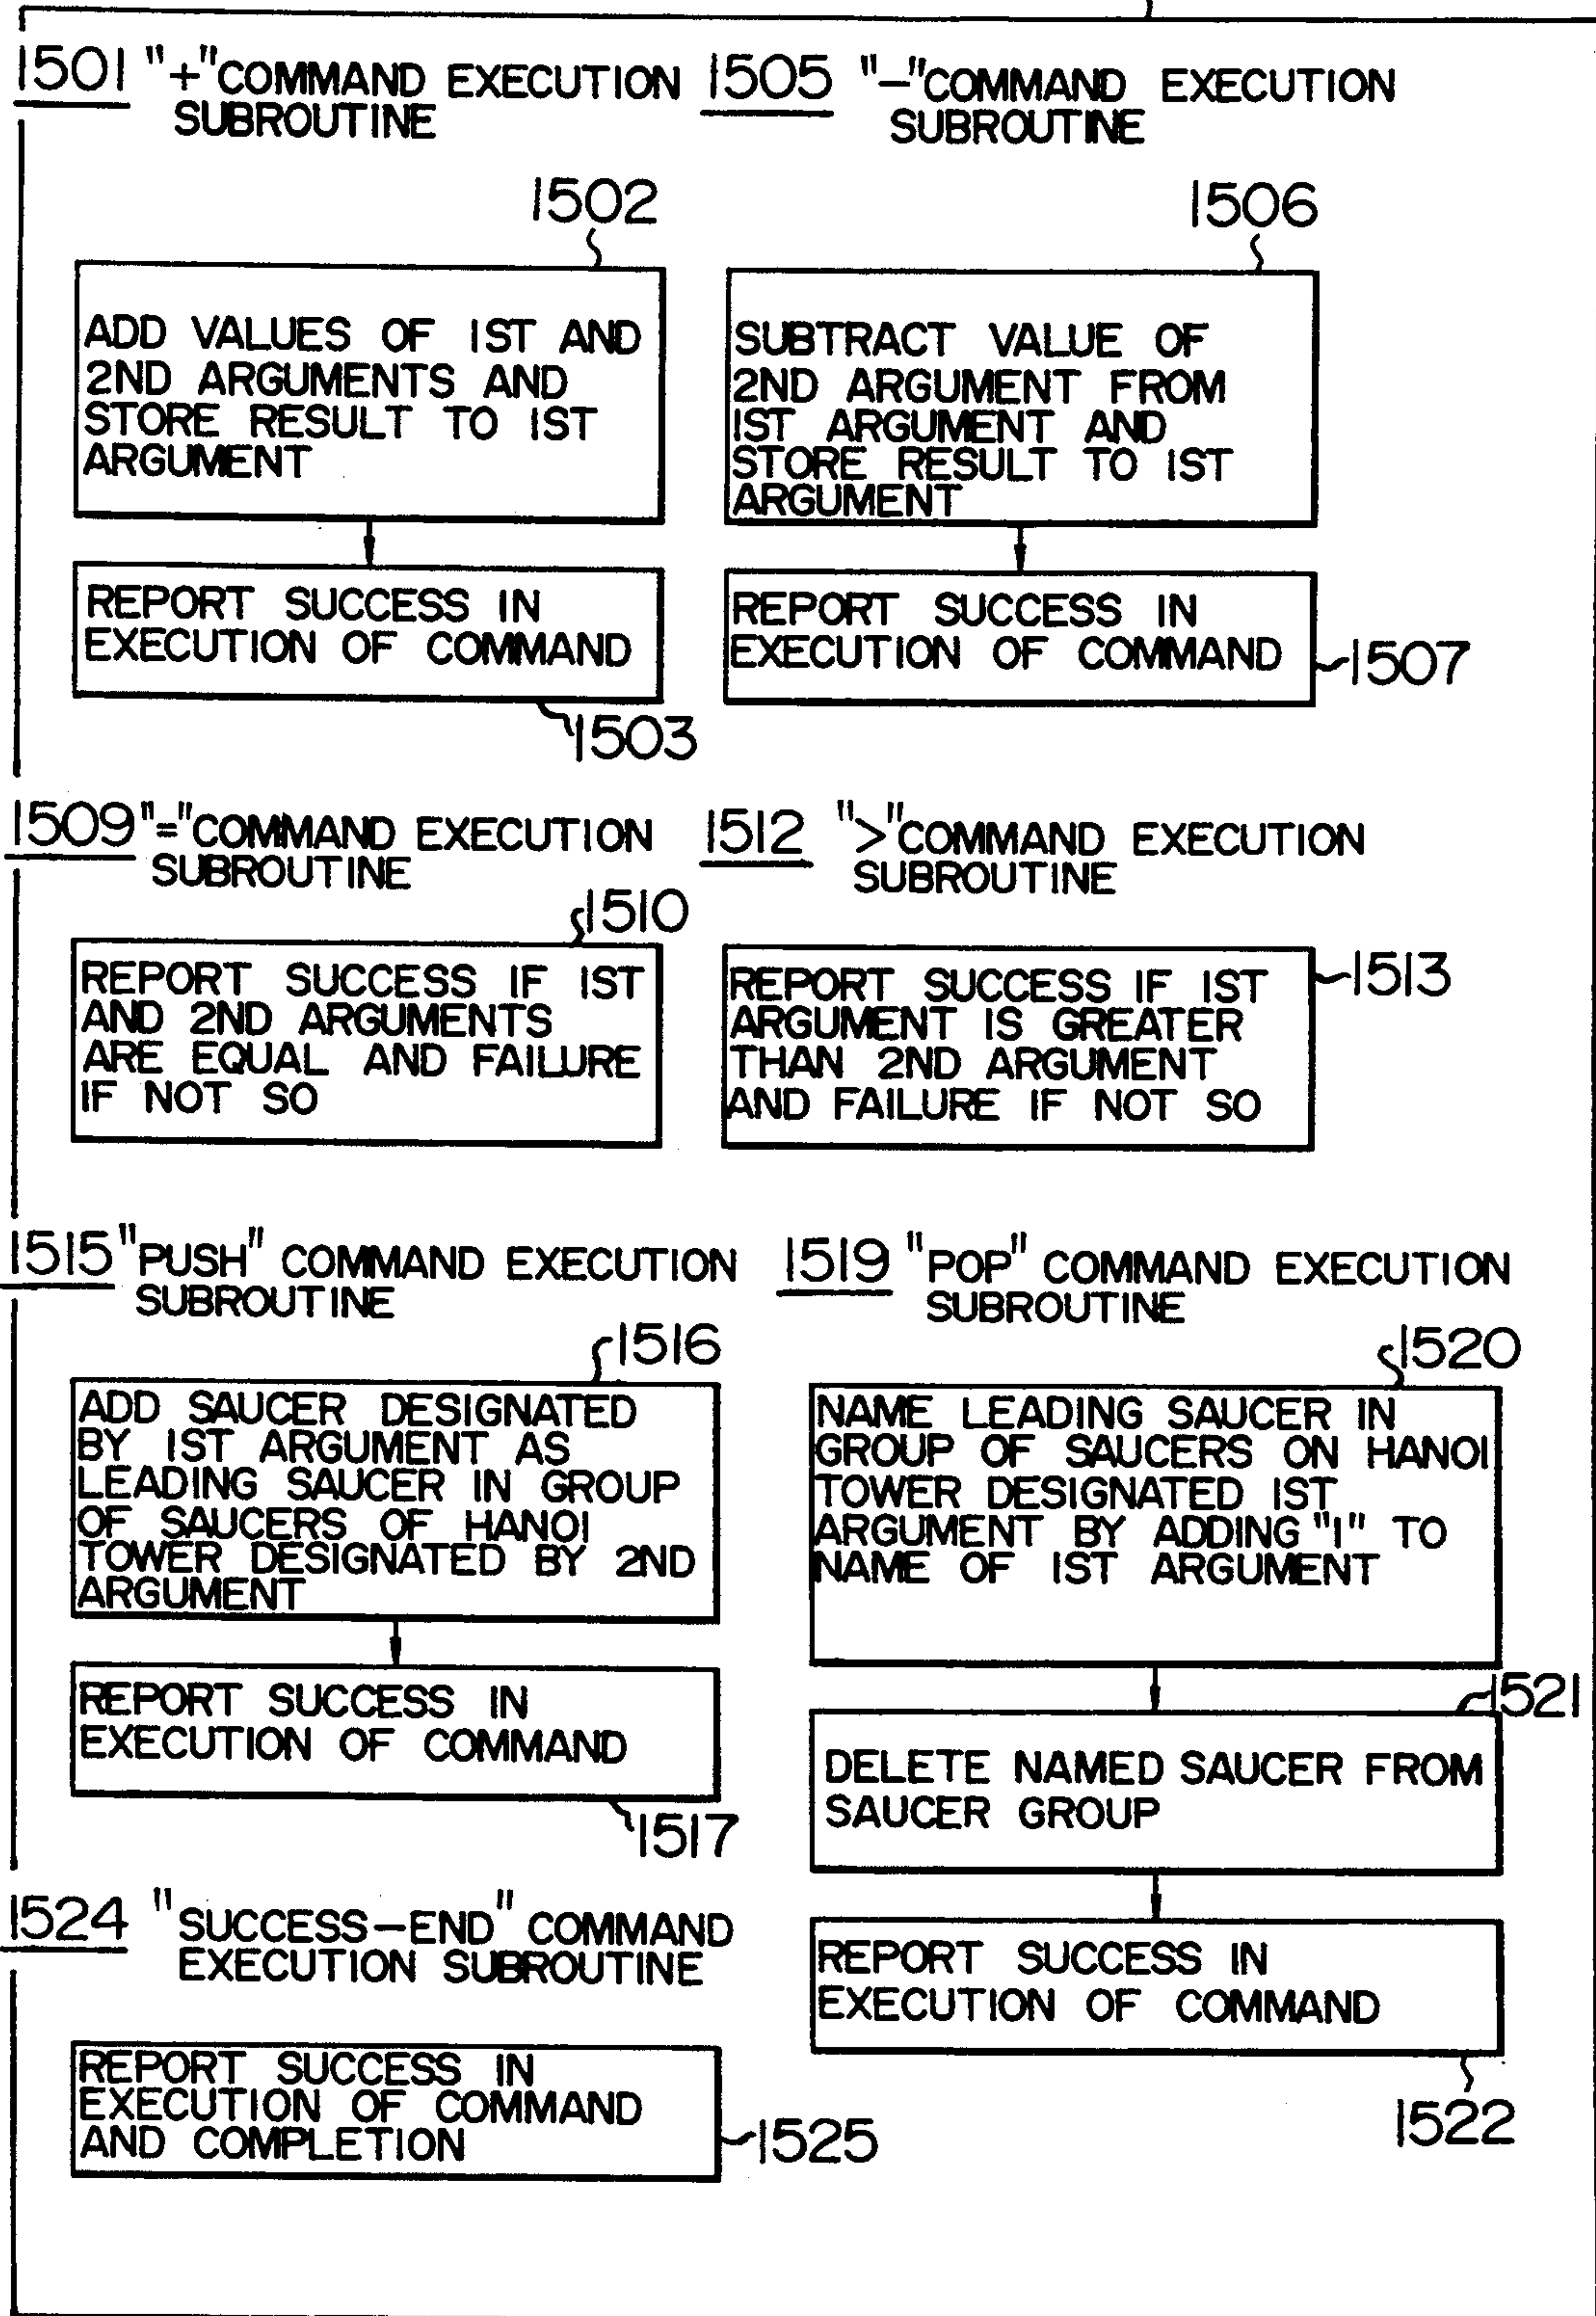 1501 "+"COMMAND EXECUTION
SUBROUTINE
1502
ADD VALUES OF 1ST AND
2ND ARGUMENTS AND
STORE RESULT TO 1ST
ARGUMENT
REPORT SUCCESS IN
EXECUTION OF COMMAND
1503
1505 "-"COMMAND EXECUTION
SUBROUTINE
1506
SUBTRACT VALUE OF
2ND ARGUMENT FROM
1ST ARGUMENT AND
STORE RESULT TO 1ST
ARGUMENT
REPORT SUCCESS IN
EXECUTION OF COMMAND
1507
1509 "="COMMAND EXECUTION
SUBROUTINE
1510
REPORT SUCCESS IF 1ST
AND 2ND ARGUMENTS
ARE EQUAL AND FAILURE
IF NOT SO
1512 ">"COMMAND EXECUTION
SUBROUTINE
1513
REPORT SUCCESS IF 1ST
ARGUMENT IS GREATER
THAN 2ND ARGUMENT
AND FAILURE IF NOT SO
1515 "PUSH" COMMAND EXECUTION
SUBROUTINE
1516
ADD SAUCER DESIGNATED
BY 1ST ARGUMENT AS
LEADING SAUCER IN GROUP
OF SAUCERS OF HANOI
TOWER DESIGNATED BY 2ND
ARGUMENT
REPORT SUCCESS IN
EXECUTION OF COMMAND
1517
1519 "POP" COMMAND EXECUTION
SUBROUTINE
1520
NAME LEADING SAUCER IN
GROUP OF SAUCERS ON HANOI
TOWER DESIGNATED 1ST
ARGUMENT BY ADDING "1" TO
NAME OF 1ST ARGUMENT
1521
DELETE NAMED SAUCER FROM
SAUCER GROUP
REPORT SUCCESS IN
EXECUTION OF COMMAND
1522
1524 "SUCCESS-END" COMMAND
EXECUTION SUBROUTINE
REPORT SUCCESS IN
EXECUTION OF COMMAND
AND COMPLETION
1525